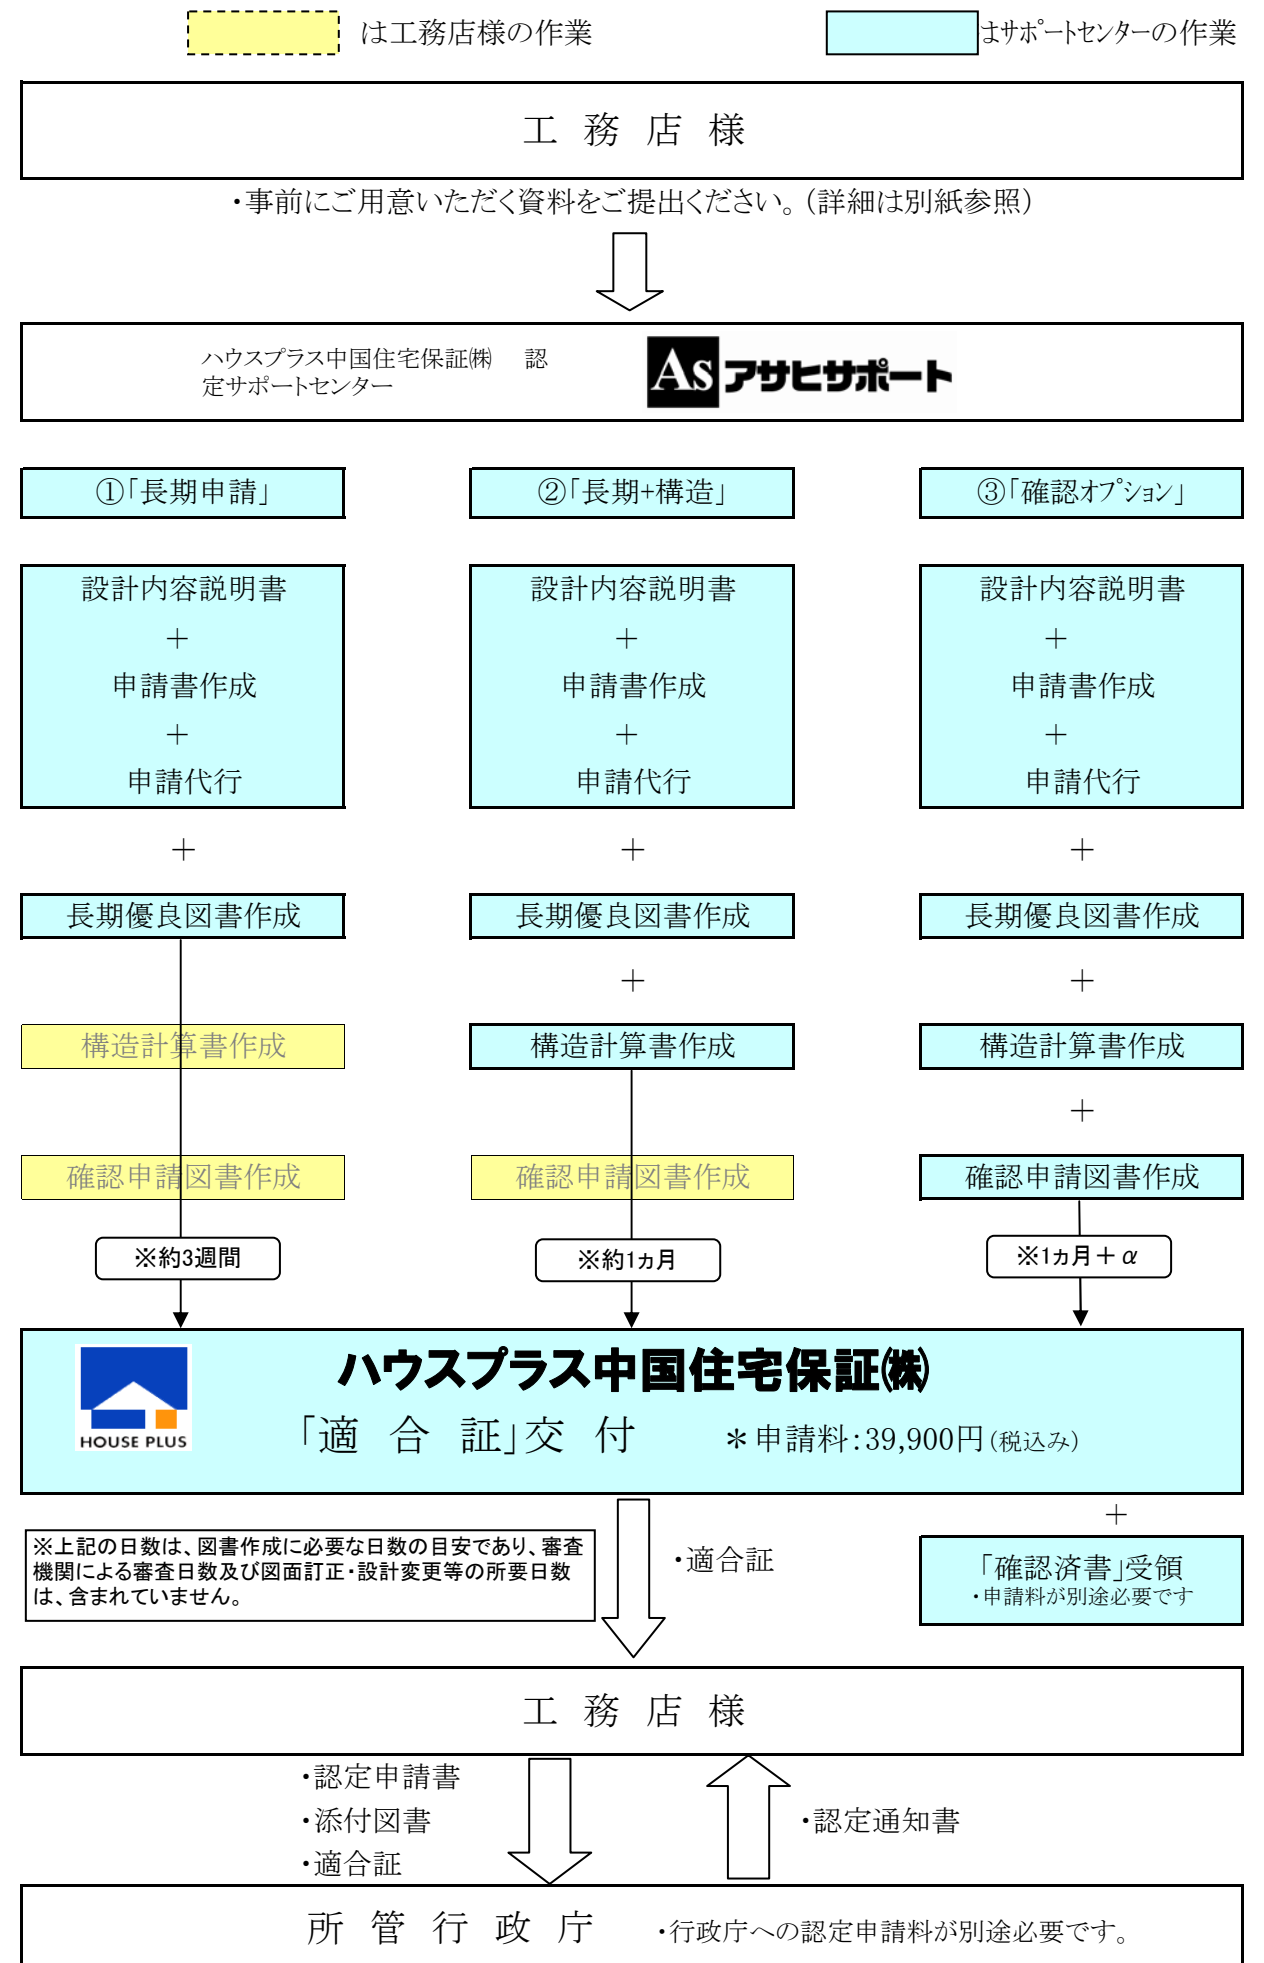 は工務店様の作業
はサポートセンターの作業
工 務 店 様
・事前にご用意いただく資料をご提出ください。（詳細は別紙参照）
ハウスプラス中国住宅保証㈱ 認
定サポートセンター
As アサヒサポート
①「長期申請」
②「長期+構造」
③「確認オプション」
設計内容説明書
＋
申請書作成
＋
申請代行
設計内容説明書
＋
申請書作成
＋
申請代行
設計内容説明書
＋
申請書作成
＋
申請代行
＋
＋
＋
長期優良図書作成
長期優良図書作成
長期優良図書作成
＋
＋
構造計算書作成
構造計算書作成
構造計算書作成
＋
確認申請図書作成
確認申請図書作成
確認申請図書作成
※約3週間
※約1ヵ月
※1ヵ月＋α
HOUSE PLUS
ハウスプラス中国住宅保証㈱
「適 合 証」交 付 ＊申請料：39,900円（税込み）
＋
※上記の日数は、図書作成に必要な日数の目安であり、審査
機関による審査日数及び図面訂正・設計変更等の所要日数
は、含まれていません。
・適合証
「確認済書」受領
・申請料が別途必要です
工 務 店 様
・認定申請書
・添付図書
・適合証
・認定通知書
所 管 行 政 庁 ・行政庁への認定申請料が別途必要です。